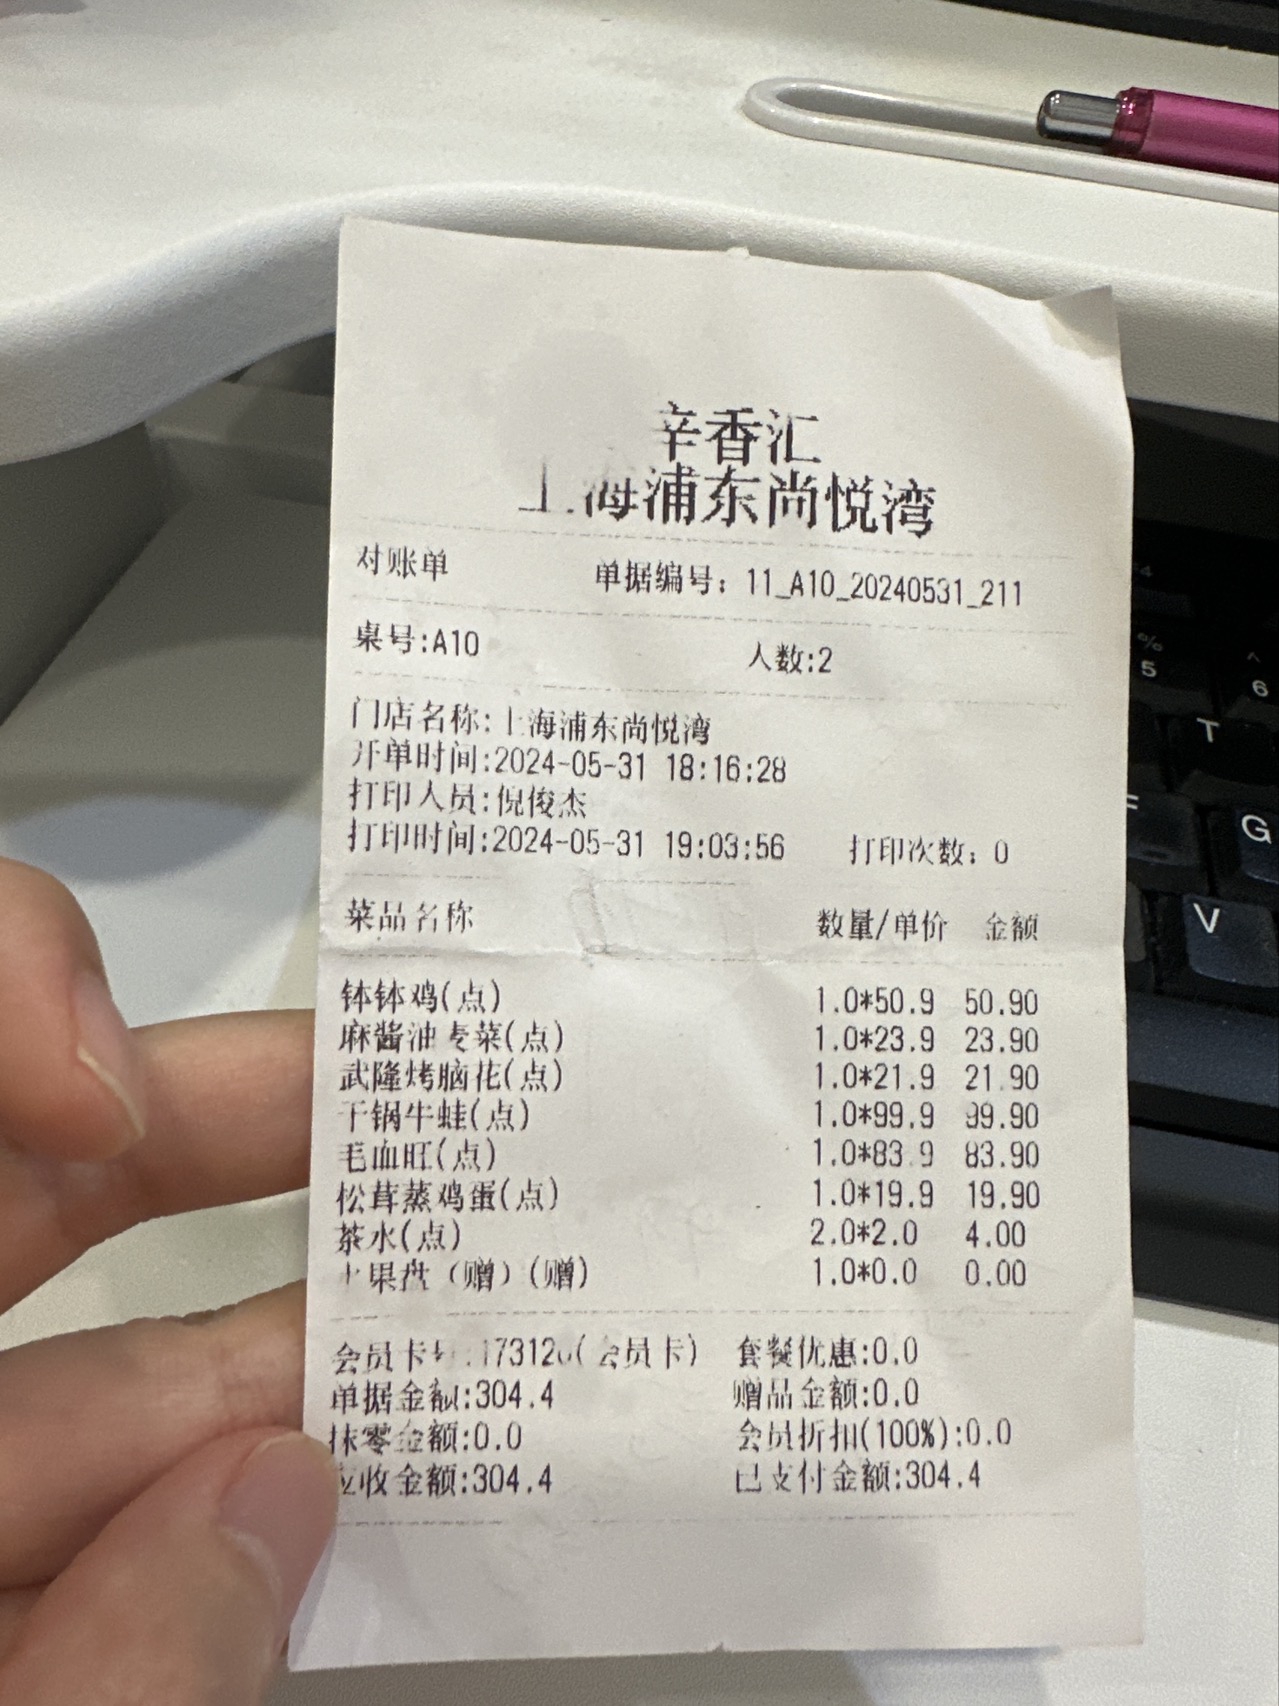 辛香汇
上海浦东尚悦湾
对账单 单据编号：11_A10_20240531_211
桌号:A10 人数:2
门店名称:上海浦东尚悦湾
开单时间:2024-05-31 18:16:28
打印人员:倪俊杰
打印时间:2024-05-31 19:03:56 打印次数：0
菜品名称 数量/单价 金额
钵钵鸡(点) 1.0*50.9 50.90
麻酱油麦菜(点) 1.0*23.9 23.90
武隆烤脑花(点) 1.0*21.9 21.90
干锅牛蛙(点) 1.0*99.9 99.90
毛血旺(点) 1.0*83.9 83.90
松茸蒸鸡蛋(点) 1.0*19.9 19.90
茶水(点) 2.0*2.0 4.00
果盘（赠）(赠) 1.0*0.0 0.00
会员卡号: (会员卡) 套餐优惠:0.0
单据金额:304.4 赠品金额:0.0
抹零金额:0.0 会员折扣(100%):0.0
应收金额:304.4 已支付金额:304.4
%
5
^
6
T
F
G
V